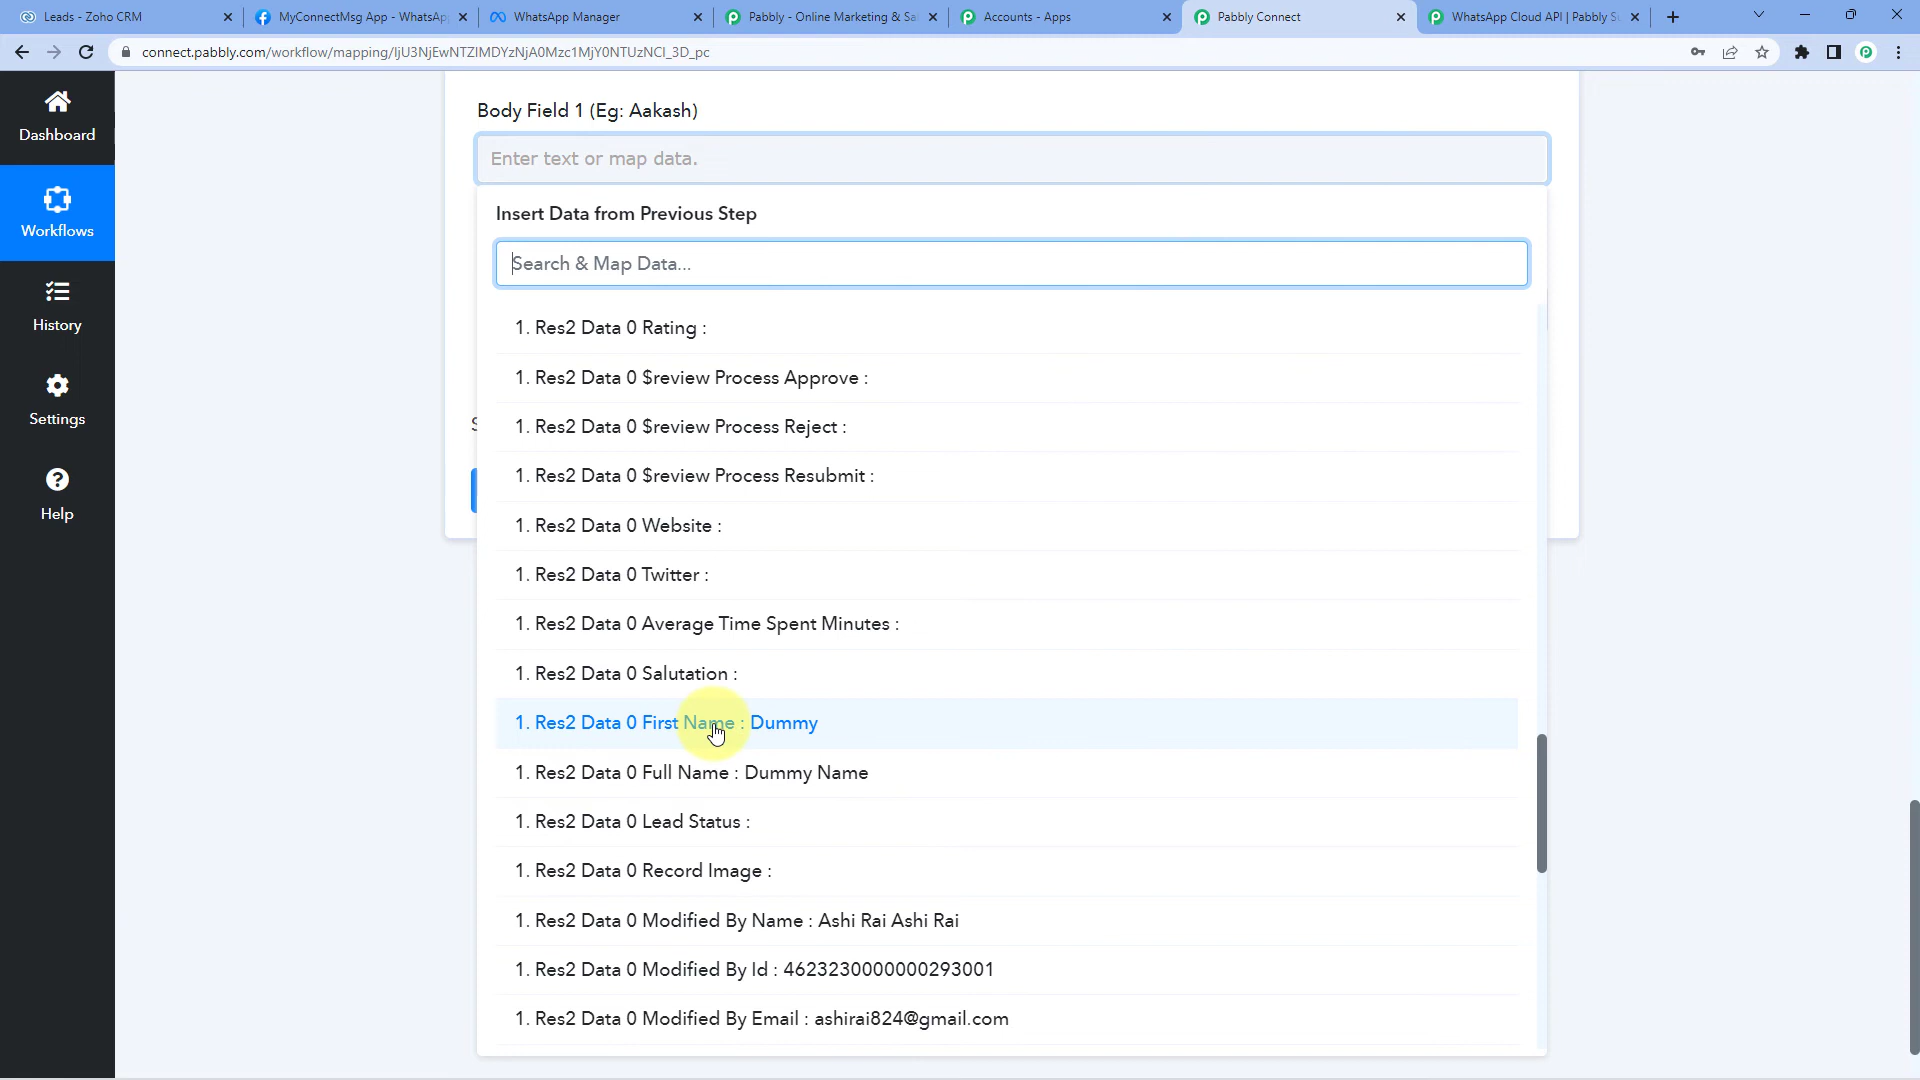 Leads - Zoho CRM
MyConnectMsg App - WhatsAp
WhatsApp Manager
Pabbly - Online Marketing & Sal
Accounts - Apps
Pabbly Connect
WhatsApp Cloud API | Pabbly S
connect.pabbly.com/workflow/mapping/
Dashboard
Workflows
History
Settings
Help
Body Field 1 (Eg: Aakash)
Enter text or map data.
Insert Data from Previous Step
Search & Map Data...
1. Res2 Data 0 Rating :
1. Res2 Data 0 $review Process Approve :
1. Res2 Data 0 $review Process Reject :
1. Res2 Data 0 $review Process Resubmit :
1. Res2 Data 0 Website :
1. Res2 Data 0 Twitter :
1. Res2 Data 0 Average Time Spent Minutes :
1. Res2 Data 0 Salutation :
1. Res2 Data 0 First Name : Dummy
1. Res2 Data 0 Full Name : Dummy Name
1. Res2 Data 0 Lead Status :
1. Res2 Data 0 Record Image :
1. Res2 Data 0 Modified By Name : Ashi Rai Ashi Rai
1. Res2 Data 0 Modified By Id : 4623230000000293001
1. Res2 Data 0 Modified By Email : ashirai824@gmail.com